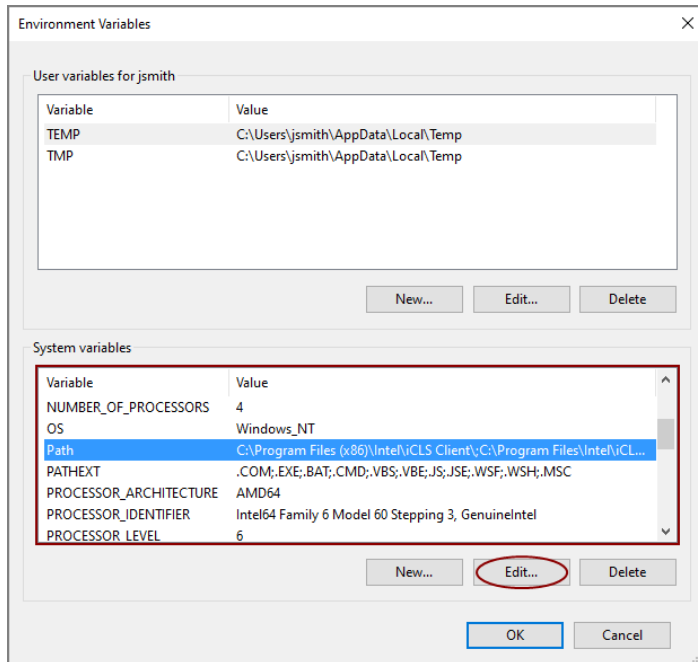 Environment Variables
User variables for jsmith
Variable Value
TEMP C:\Users\jsmith\AppData\Local\Temp
TMP C:\Users\jsmith\AppData\Local\Temp
New... Edit... Delete
System variables
Variable Value
NUMBER_OF_PROCESSORS 4
OS Windows_NT
Path C:\Program Files (x86)\Intel\iCLS Client\;C:\Program Files\Intel\iCL...
PATHEXT .COM;.EXE;.BAT;.CMD;.VBS;.VBE;.JS;.JSE;.WSF;.WSH;.MSC
PROCESSOR_ARCHITECTURE AMD64
PROCESSOR_IDENTIFIER Intel64 Family 6 Model 60 Stepping 3, GenuineIntel
PROCESSOR_LEVEL 6
New... Edit... Delete
OK Cancel